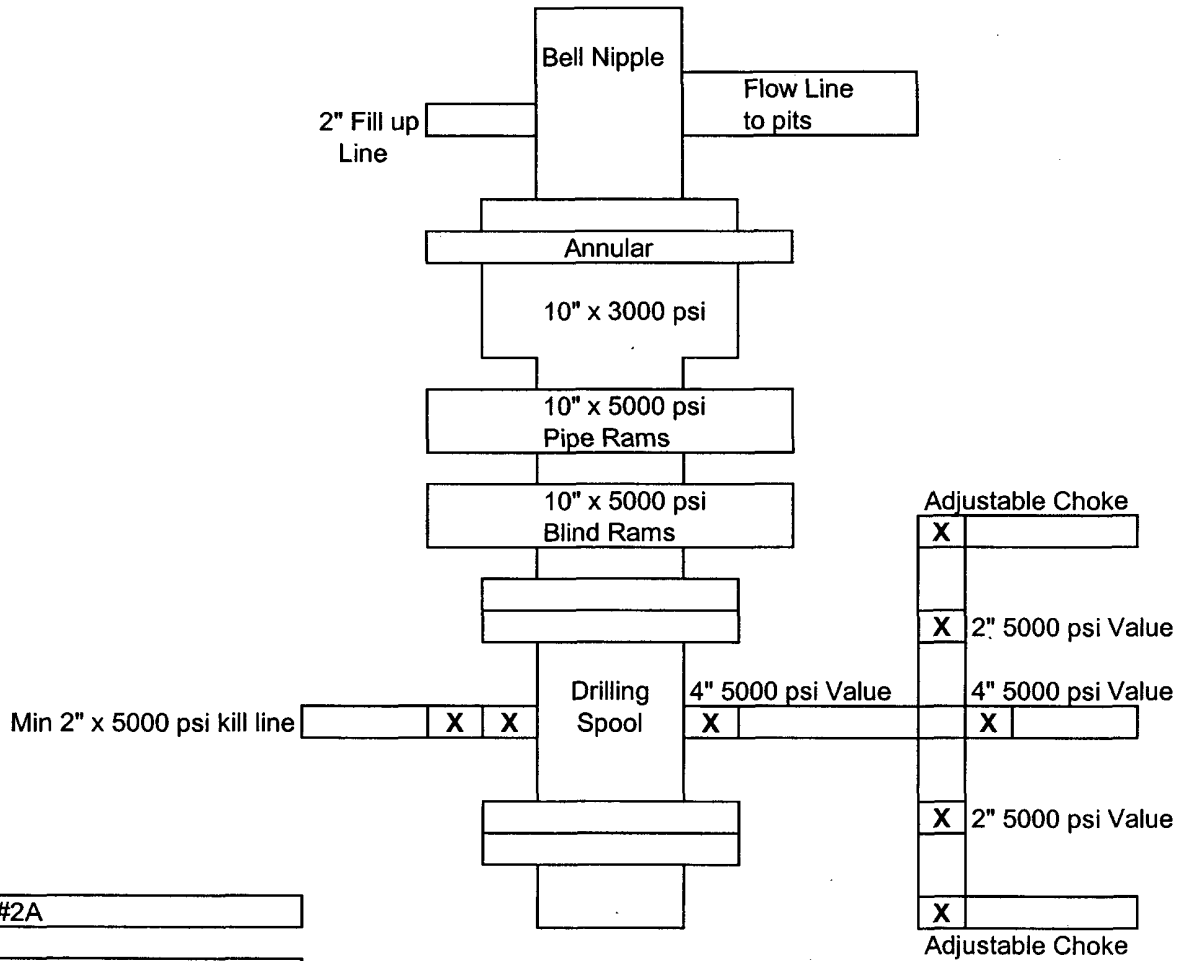 Bell Nipple
Flow Line
to pits
2" Fill up
Line
Annular
10" x 3000 psi
10" x 5000 psi
Pipe Rams
10" x 5000 psi
Blind Rams
Adjustable Choke
X
X 2" 5000 psi Value
Drilling
Spool
4" 5000 psi Value
4" 5000 psi Value
Min 2" x 5000 psi kill line
X X
X
X
X 2" 5000 psi Value
#2A
X
Adjustable Choke